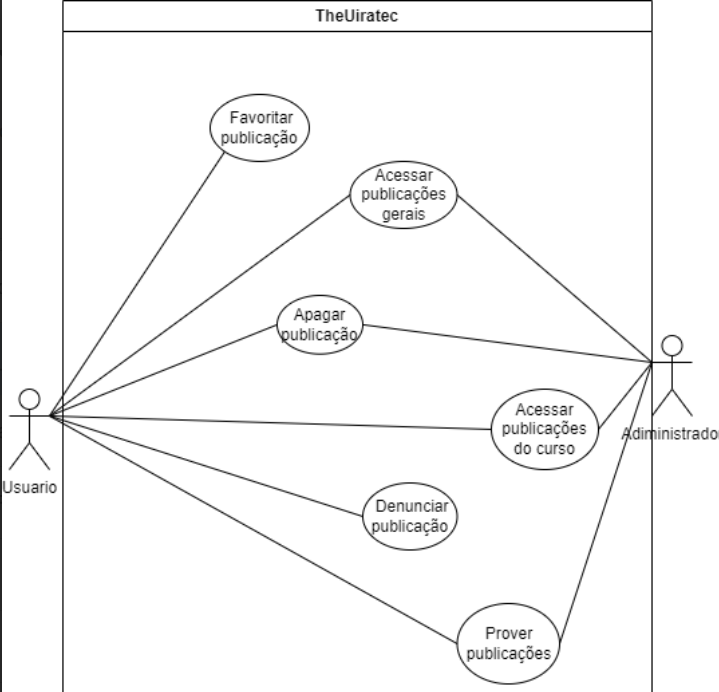 TheUiratec
Favoritar
publicação
Acessar
publicações
gerais
Apagar
publicação
Acessar
publicações
do curso
Adiministrador
Usuario
Denunciar
publicação
Prover
publicações